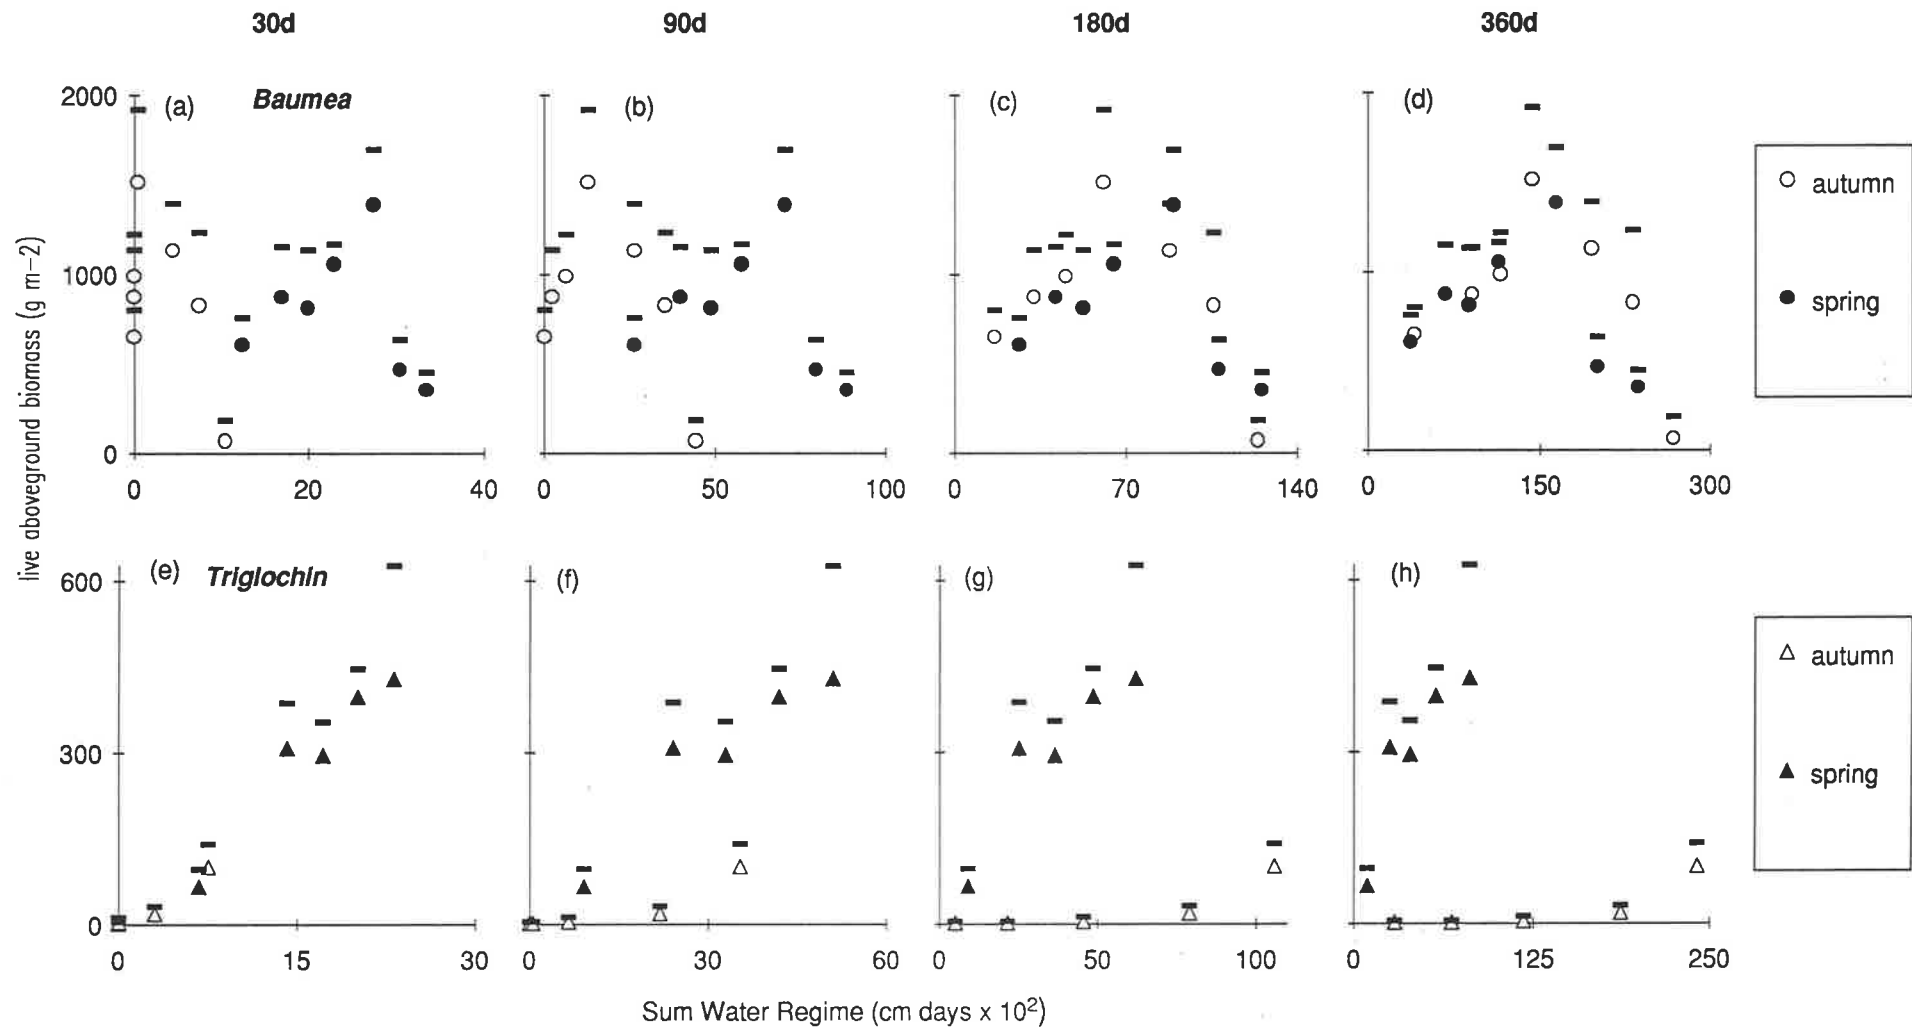 30d 90d 180d 360d
(a) Baumea (b) (c) (d)
2000
1000
0
0 20 40 0 50 100 0 70 140 0 150 300
autumn
spring
live aboveground biomass (g m−2)
(e) Triglochin (f) (g) (h)
600
300
0
0 15 30 0 30 60 0 50 100 0 125 250
autumn
spring
Sum Water Regime (cm days x 10²)